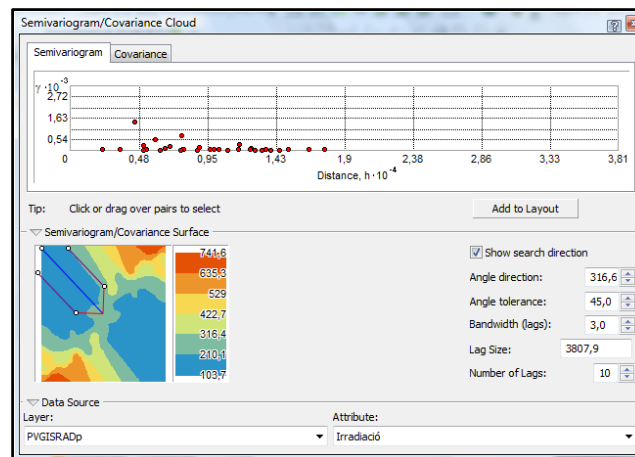 Semivariogram/Covariance Cloud
Semivariogram Covariance
γ·10⁻³
2,72
1,63
0,54
0 0,48 0,95 1,43 1,9 2,38 2,86 3,33 3,81
Distance, h·10⁻⁴
Tip: Click or drag over pairs to select
Add to Layout
Semivariogram/Covariance Surface
741,6
635,3
529
422,7
316,4
210,1
103,7
Show search direction
Angle direction: 316,6
Angle tolerance: 45,0
Bandwidth (lags): 3,0
Lag Size: 3807,9
Number of Lags: 10
Data Source
Layer: Attribute:
PVGISRADp Irradiació